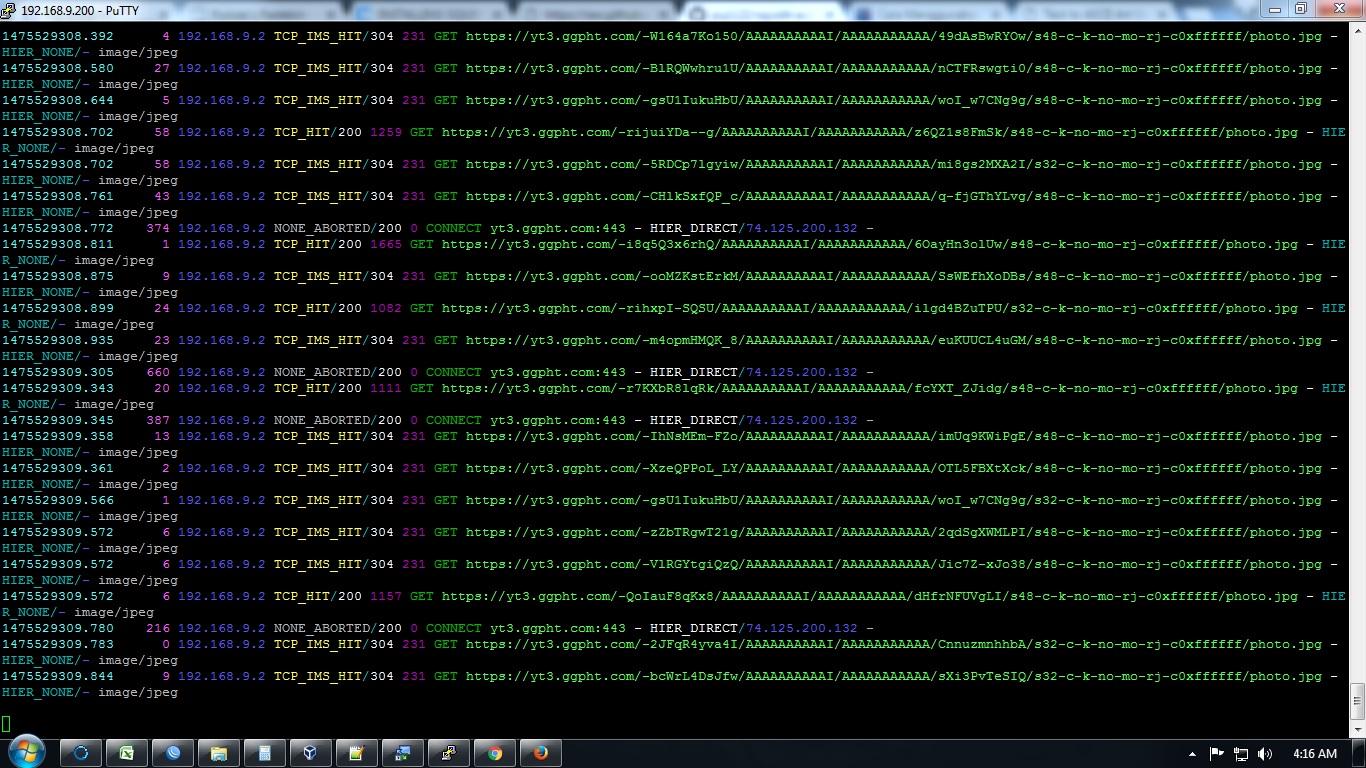 192.168.9.200 - PuTTY
1475529308.392 4 192.168.9.2 TCP_IMS_HIT/304 231 GET https://yt3.ggpht.com/-W164a7Ko150/AAAAAAAAAAI/AAAAAAAAAAA/49dAsBwRYOw/s48-c-k-no-mo-rj-c0xffffff/photo.jpg -
HIER_NONE/- image/jpeg
1475529308.580 27 192.168.9.2 TCP_IMS_HIT/304 231 GET https://yt3.ggpht.com/-BlRQWwhru1U/AAAAAAAAAAI/AAAAAAAAAAA/nCTFRswgti0/s48-c-k-no-mo-rj-c0xffffff/photo.jpg -
HIER_NONE/- image/jpeg
1475529308.644 5 192.168.9.2 TCP_IMS_HIT/304 231 GET https://yt3.ggpht.com/-gsU1IukuHbU/AAAAAAAAAAI/AAAAAAAAAAA/woI_w7CNg9g/s48-c-k-no-mo-rj-c0xffffff/photo.jpg -
HIER_NONE/- image/jpeg
1475529308.702 58 192.168.9.2 TCP_HIT/200 1259 GET https://yt3.ggpht.com/-rijuiYDa--g/AAAAAAAAAAI/AAAAAAAAAAA/z6QZ1s8FmSk/s48-c-k-no-mo-rj-c0xffffff/photo.jpg - HIE
R_NONE/- image/jpeg
1475529308.702 58 192.168.9.2 TCP_IMS_HIT/304 231 GET https://yt3.ggpht.com/-5RDCp7lgyiw/AAAAAAAAAAI/AAAAAAAAAAA/mi8gs2MXA2I/s32-c-k-no-mo-rj-c0xffffff/photo.jpg -
HIER_NONE/- image/jpeg
1475529308.761 43 192.168.9.2 TCP_IMS_HIT/304 231 GET https://yt3.ggpht.com/-CHlkSxfQP_c/AAAAAAAAAAI/AAAAAAAAAAA/q-fjGThYLvg/s48-c-k-no-mo-rj-c0xffffff/photo.jpg -
HIER_NONE/- image/jpeg
1475529308.772 374 192.168.9.2 NONE_ABORTED/200 0 CONNECT yt3.ggpht.com:443 - HIER_DIRECT/74.125.200.132 -
1475529308.811 1 192.168.9.2 TCP_HIT/200 1665 GET https://yt3.ggpht.com/-i8q5Q3x6rhQ/AAAAAAAAAAI/AAAAAAAAAAA/6OayHn3olUw/s48-c-k-no-mo-rj-c0xffffff/photo.jpg - HIE
R_NONE/- image/jpeg
1475529308.875 9 192.168.9.2 TCP_IMS_HIT/304 231 GET https://yt3.ggpht.com/-ooMZKstErkM/AAAAAAAAAAI/AAAAAAAAAAA/SsWEfhXoDBs/s48-c-k-no-mo-rj-c0xffffff/photo.jpg -
HIER_NONE/- image/jpeg
1475529308.899 24 192.168.9.2 TCP_HIT/200 1082 GET https://yt3.ggpht.com/-rihxpI-SQSU/AAAAAAAAAAI/AAAAAAAAAAA/ilgd4BZuTPU/s32-c-k-no-mo-rj-c0xffffff/photo.jpg - HIE
R_NONE/- image/jpeg
1475529308.935 23 192.168.9.2 TCP_IMS_HIT/304 231 GET https://yt3.ggpht.com/-m4opmHMQK_8/AAAAAAAAAAI/AAAAAAAAAAA/euKUUCL4uGM/s48-c-k-no-mo-rj-c0xffffff/photo.jpg -
HIER_NONE/- image/jpeg
1475529309.305 660 192.168.9.2 NONE_ABORTED/200 0 CONNECT yt3.ggpht.com:443 - HIER_DIRECT/74.125.200.132 -
1475529309.343 20 192.168.9.2 TCP_HIT/200 1111 GET https://yt3.ggpht.com/-r7KXbR8lqRk/AAAAAAAAAAI/AAAAAAAAAAA/fcYXT_ZJidg/s48-c-k-no-mo-rj-c0xffffff/photo.jpg - HIE
R_NONE/- image/jpeg
1475529309.345 387 192.168.9.2 NONE_ABORTED/200 0 CONNECT yt3.ggpht.com:443 - HIER_DIRECT/74.125.200.132 -
1475529309.358 13 192.168.9.2 TCP_IMS_HIT/304 231 GET https://yt3.ggpht.com/-IhNsMEm-FZo/AAAAAAAAAAI/AAAAAAAAAAA/imUq9KWiPgE/s48-c-k-no-mo-rj-c0xffffff/photo.jpg -
HIER_NONE/- image/jpeg
1475529309.361 2 192.168.9.2 TCP_IMS_HIT/304 231 GET https://yt3.ggpht.com/-XzeQPPoL_LY/AAAAAAAAAAI/AAAAAAAAAAA/OTL5FBXtXck/s48-c-k-no-mo-rj-c0xffffff/photo.jpg -
HIER_NONE/- image/jpeg
1475529309.566 1 192.168.9.2 TCP_IMS_HIT/304 231 GET https://yt3.ggpht.com/-gsU1IukuHbU/AAAAAAAAAAI/AAAAAAAAAAA/woI_w7CNg9g/s32-c-k-no-mo-rj-c0xffffff/photo.jpg -
HIER_NONE/- image/jpeg
1475529309.572 6 192.168.9.2 TCP_IMS_HIT/304 231 GET https://yt3.ggpht.com/-zZbTRgwT21g/AAAAAAAAAAI/AAAAAAAAAAA/2qdSgXWMLPI/s48-c-k-no-mo-rj-c0xffffff/photo.jpg -
HIER_NONE/- image/jpeg
1475529309.572 6 192.168.9.2 TCP_IMS_HIT/304 231 GET https://yt3.ggpht.com/-VlRGYtgiQzQ/AAAAAAAAAAI/AAAAAAAAAAA/Jic7Z-xJo38/s48-c-k-no-mo-rj-c0xffffff/photo.jpg -
HIER_NONE/- image/jpeg
1475529309.572 6 192.168.9.2 TCP_HIT/200 1157 GET https://yt3.ggpht.com/-QoIauF8qKx8/AAAAAAAAAAI/AAAAAAAAAAA/dHfrNFUVgLI/s48-c-k-no-mo-rj-c0xffffff/photo.jpg - HIE
R_NONE/- image/jpeg
1475529309.780 216 192.168.9.2 NONE_ABORTED/200 0 CONNECT yt3.ggpht.com:443 - HIER_DIRECT/74.125.200.132 -
1475529309.783 0 192.168.9.2 TCP_IMS_HIT/304 231 GET https://yt3.ggpht.com/-2JFqR4yva4I/AAAAAAAAAAI/AAAAAAAAAAA/CnnuzmnhhbA/s32-c-k-no-mo-rj-c0xffffff/photo.jpg -
HIER_NONE/- image/jpeg
1475529309.844 9 192.168.9.2 TCP_IMS_HIT/304 231 GET https://yt3.ggpht.com/-bcWrL4DsJfw/AAAAAAAAAAI/AAAAAAAAAAA/sXi3PvTeSIQ/s32-c-k-no-mo-rj-c0xffffff/photo.jpg -
HIER_NONE/- image/jpeg
4:16 AM